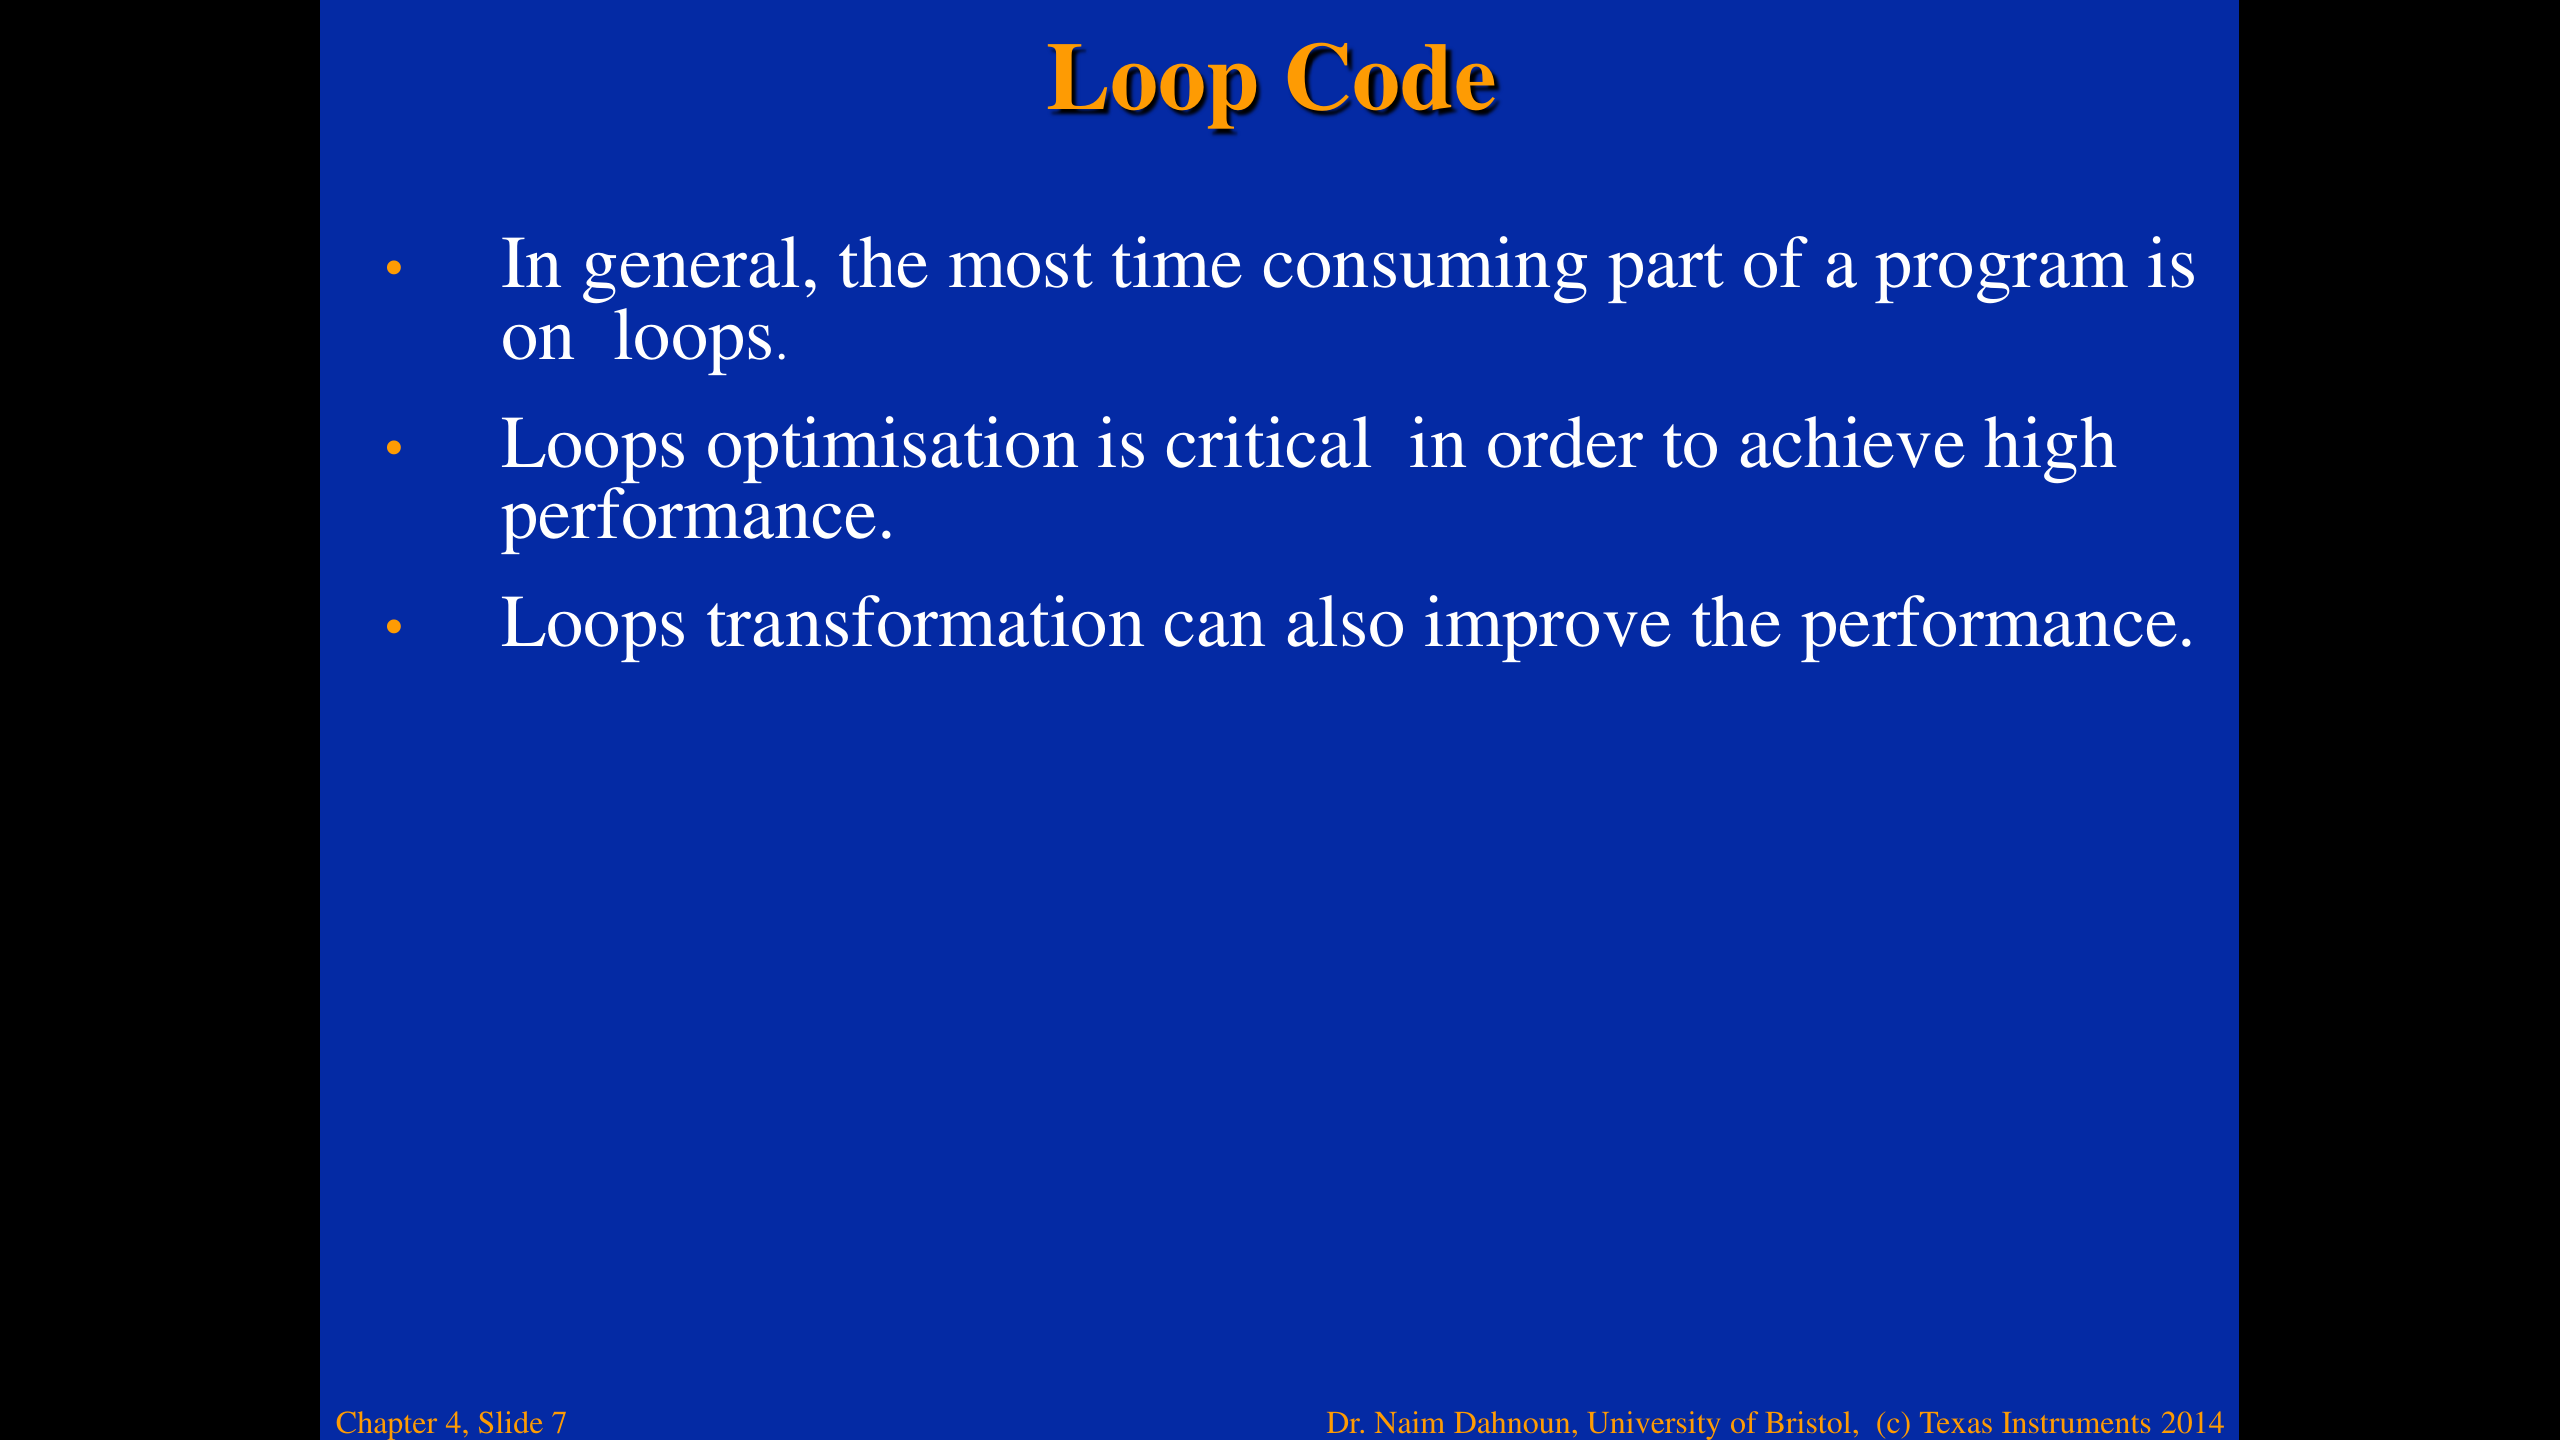 Loop Code
• In general, the most time consuming part of a program is
on  loops.
• Loops optimisation is critical  in order to achieve high
performance.
• Loops transformation can also improve the performance.
Chapter 4, Slide 7
Dr. Naim Dahnoun, University of Bristol,  (c) Texas Instruments 2014